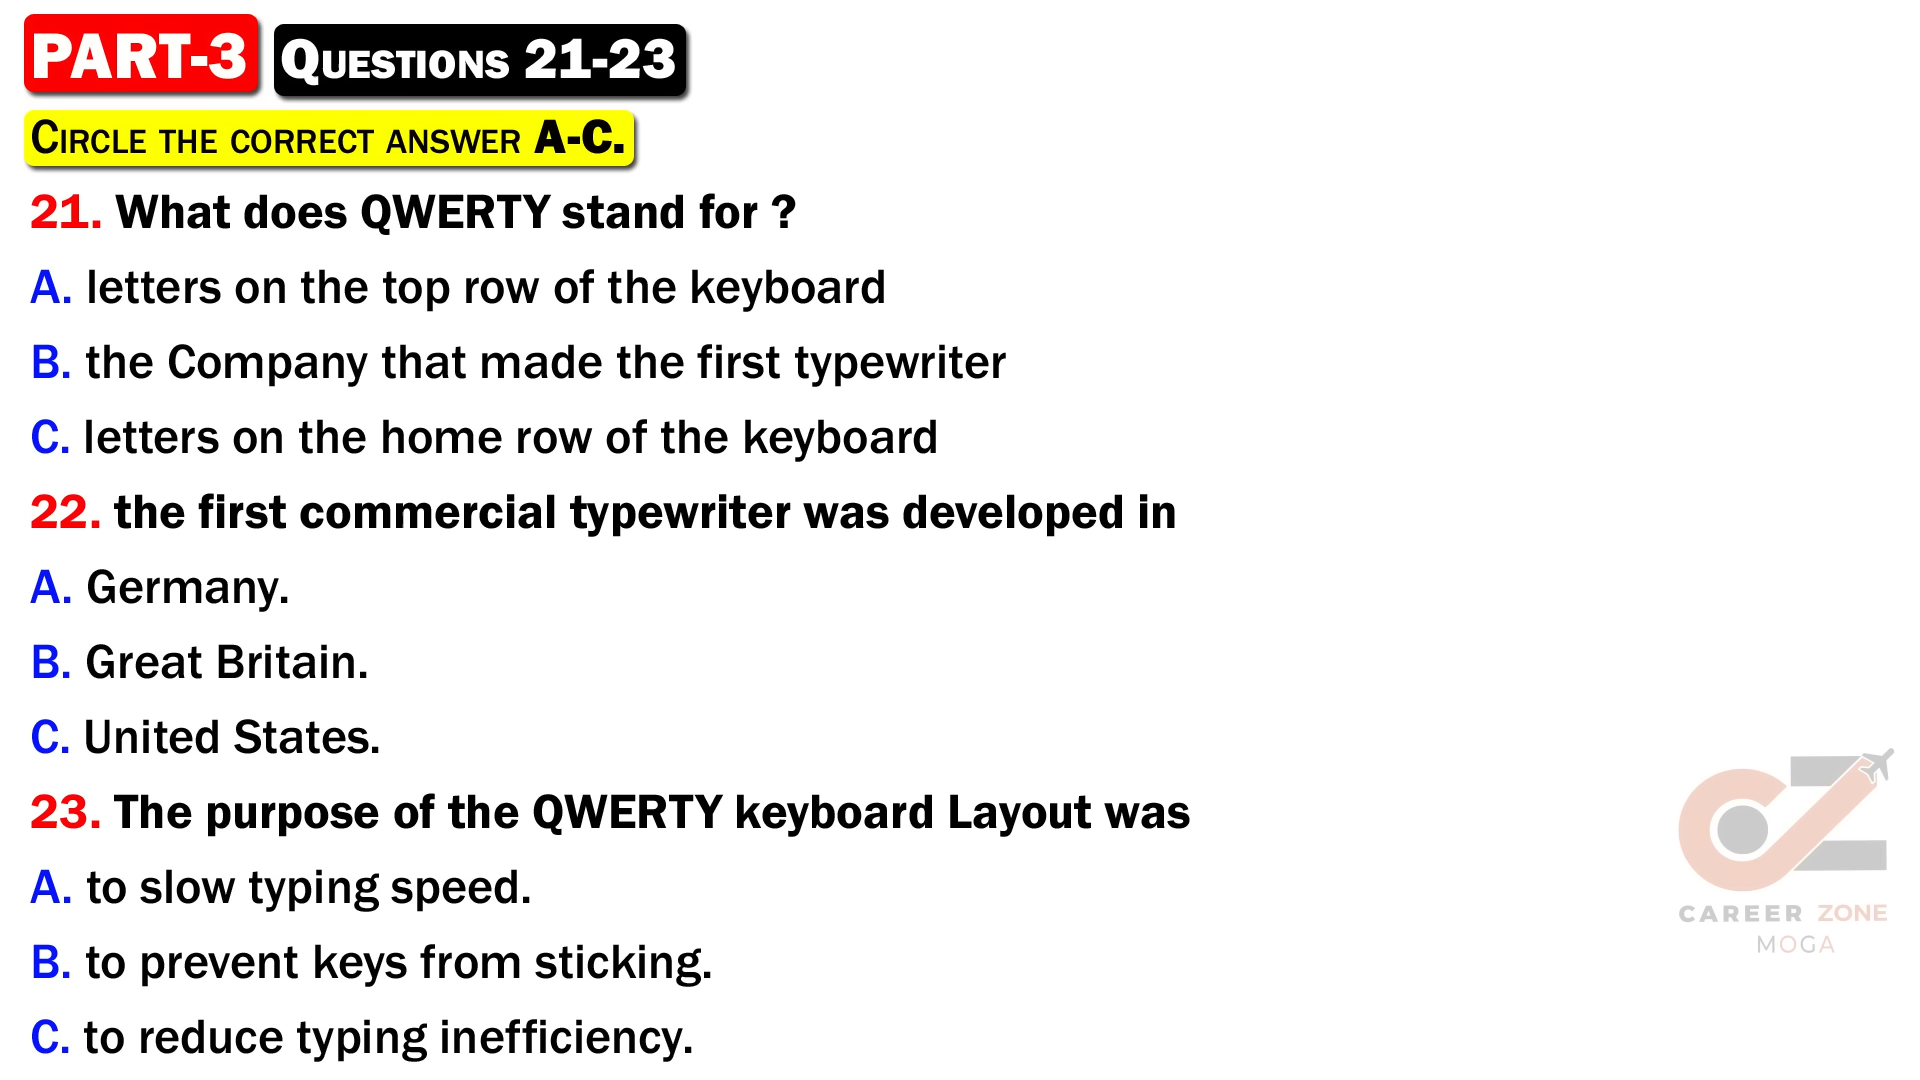 PART-3 QUESTIONS 21-23
CIRCLE THE CORRECT ANSWER A-C.
21. What does QWERTY stand for ?
A. letters on the top row of the keyboard
B. the Company that made the first typewriter
C. letters on the home row of the keyboard
22. the first commercial typewriter was developed in
A. Germany.
B. Great Britain.
C. United States.
23. The purpose of the QWERTY keyboard Layout was
A. to slow typing speed.
B. to prevent keys from sticking.
C. to reduce typing inefficiency.
CZ
CAREER ZONE
MOGA